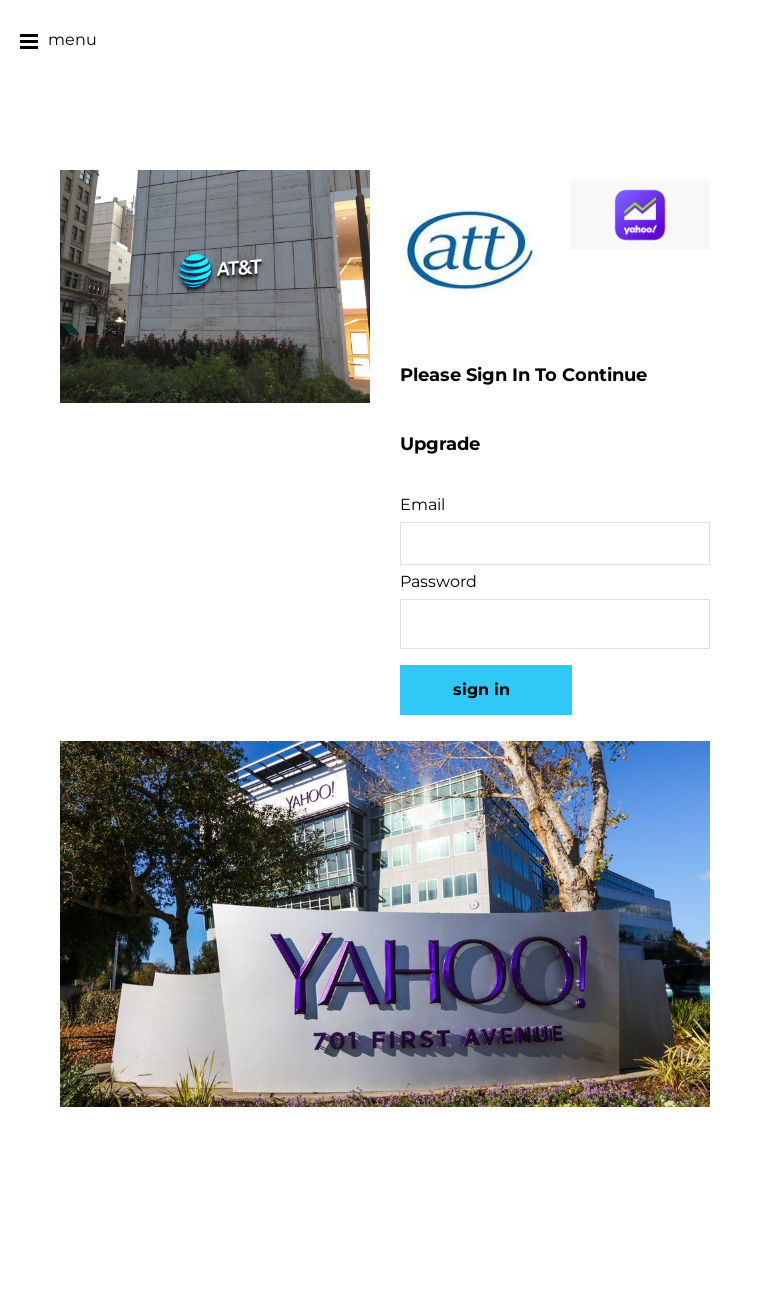 menu
AT&T
att
yahoo!
Please Sign In To Continue
Upgrade
Email
Password
sign in
YAHOO!
YAHOO!
701 FIRST AVENUE